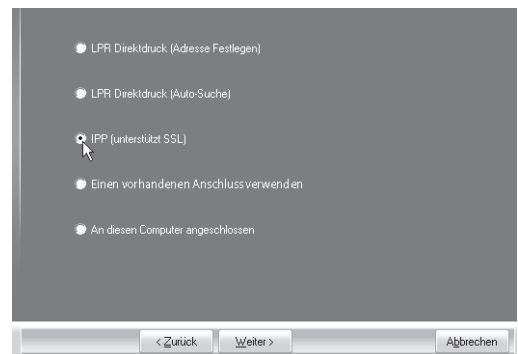 LPR Direktdruck (Adresse Festlegen)
LPR Direktdruck (Auto-Suche)
IPP (unterstützt SSL)
Einen vorhandenen Anschluss verwenden
An diesen Computer angeschlossen
< Zurück Weiter > Abbrechen